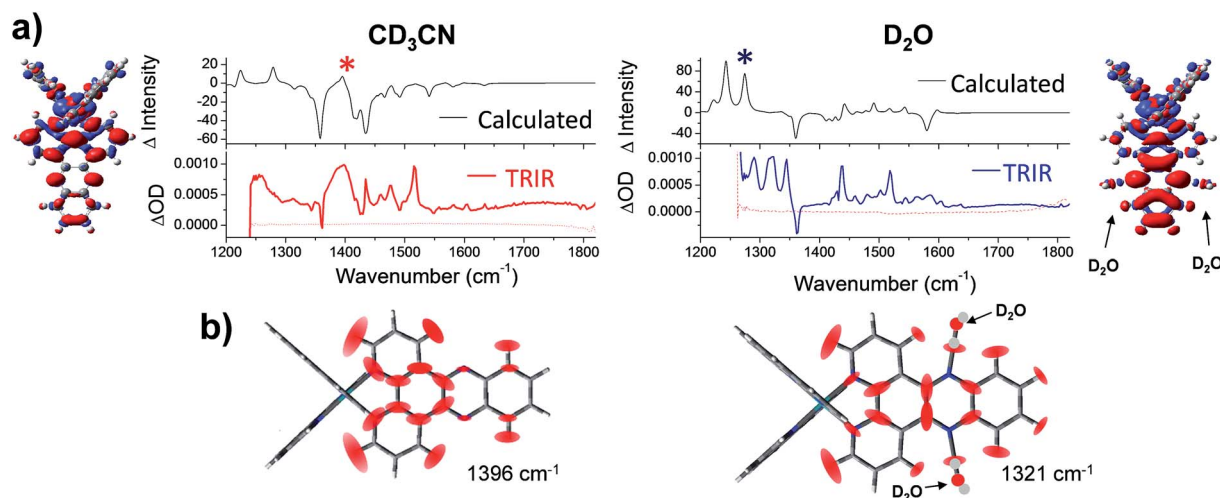 a)
CD₃CN
D₂O
Δ Intensity
20
0
-20
-40
-60
*
Calculated
ΔOD
0.0010
0.0005
0.0000
TRIR
1200 1300 1400 1500 1600 1700 1800
Wavenumber (cm⁻¹)
Δ Intensity
80
40
0
-40
*
Calculated
ΔOD
0.0010
0.0005
0.0000
TRIR
1200 1300 1400 1500 1600 1700 1800
Wavenumber (cm⁻¹)
D₂O
D₂O
b)
1396 cm⁻¹
D₂O
D₂O
1321 cm⁻¹